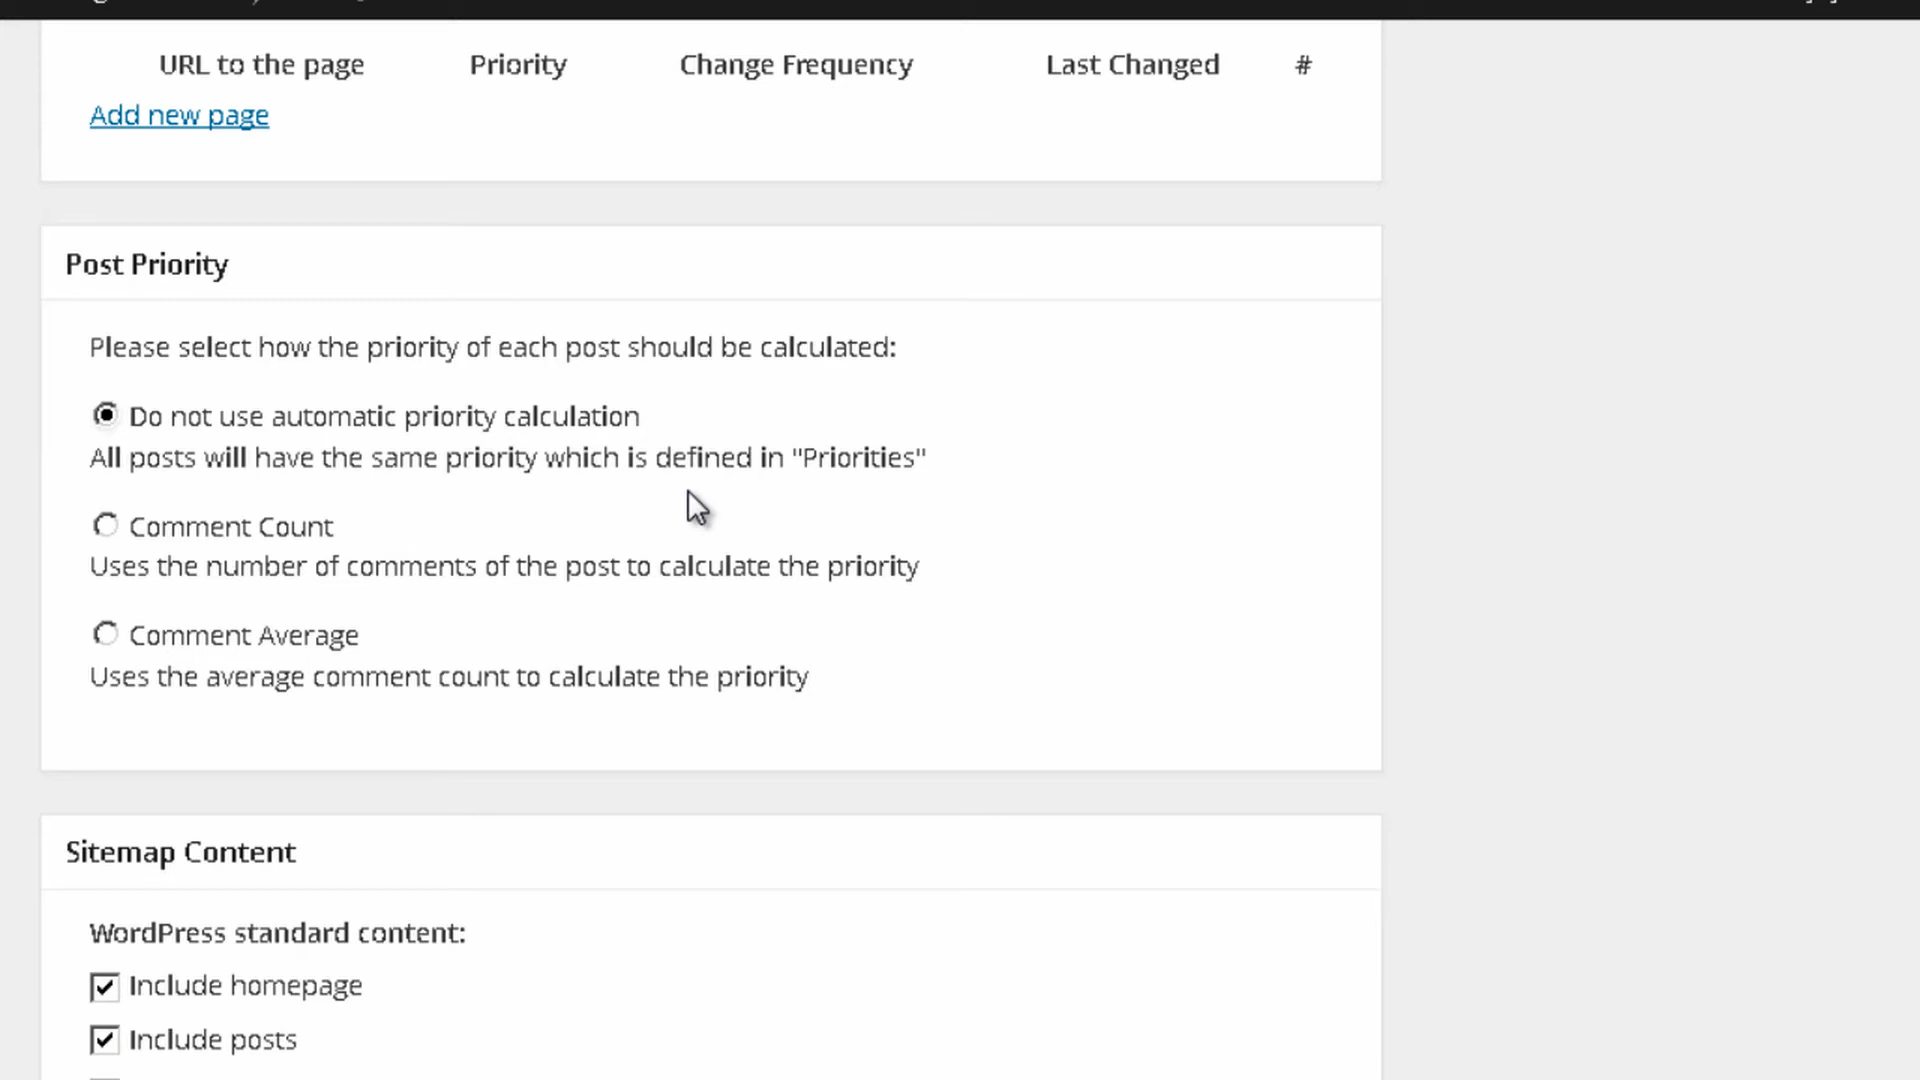 URL to the page Priority Change Frequency Last Changed #
Add new page
Post Priority
Please select how the priority of each post should be calculated:
Do not use automatic priority calculation
All posts will have the same priority which is defined in "Priorities"
Comment Count
Uses the number of comments of the post to calculate the priority
Comment Average
Uses the average comment count to calculate the priority
Sitemap Content
WordPress standard content:
Include homepage
Include posts